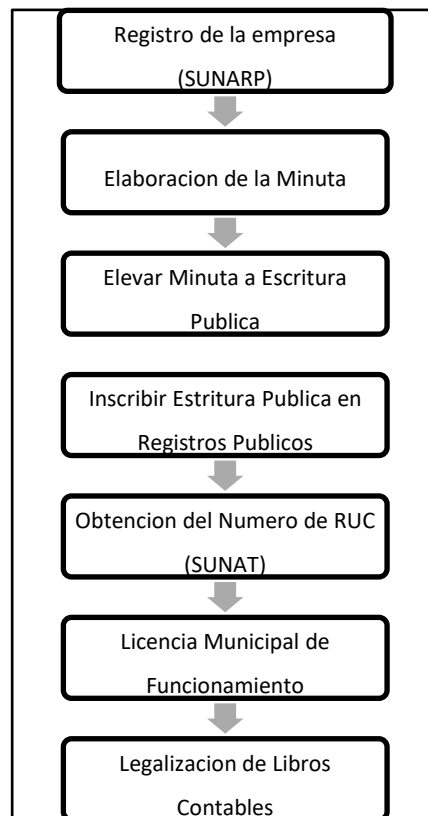 Registro de la empresa
(SUNARP)
Elaboracion de la Minuta
Elevar Minuta a Escritura
Publica
Inscribir Estritura Publica en
Registros Publicos
Obtencion del Numero de RUC
(SUNAT)
Licencia Municipal de
Funcionamiento
Legalizacion de Libros
Contables